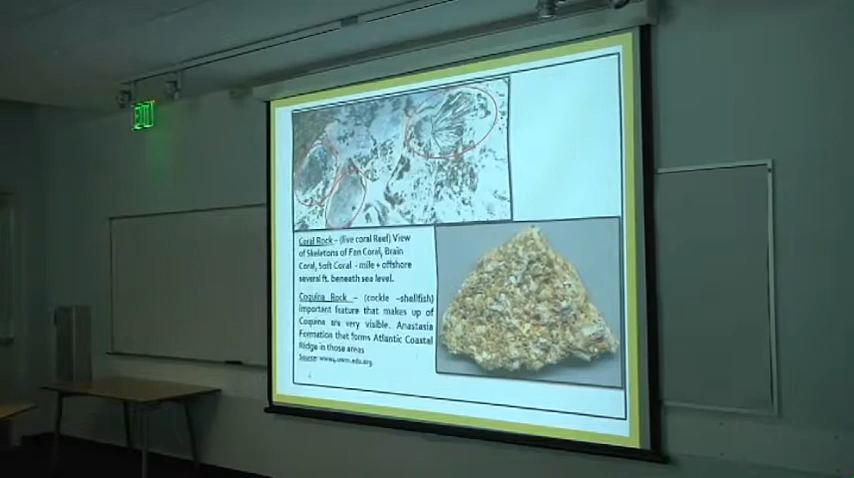 EXIT
Coral Rock – (live coral Reef) View
of Skeletons of Fan Coral, Brain
Coral, Soft Coral - mile + offshore
several ft. beneath sea level.
Coquina Rock – (cockle –shellfish)
important feature that makes up of
Coquina are very visible. Anastasia
Formation that forms Atlantic Coastal
Ridge in those areas
Source: